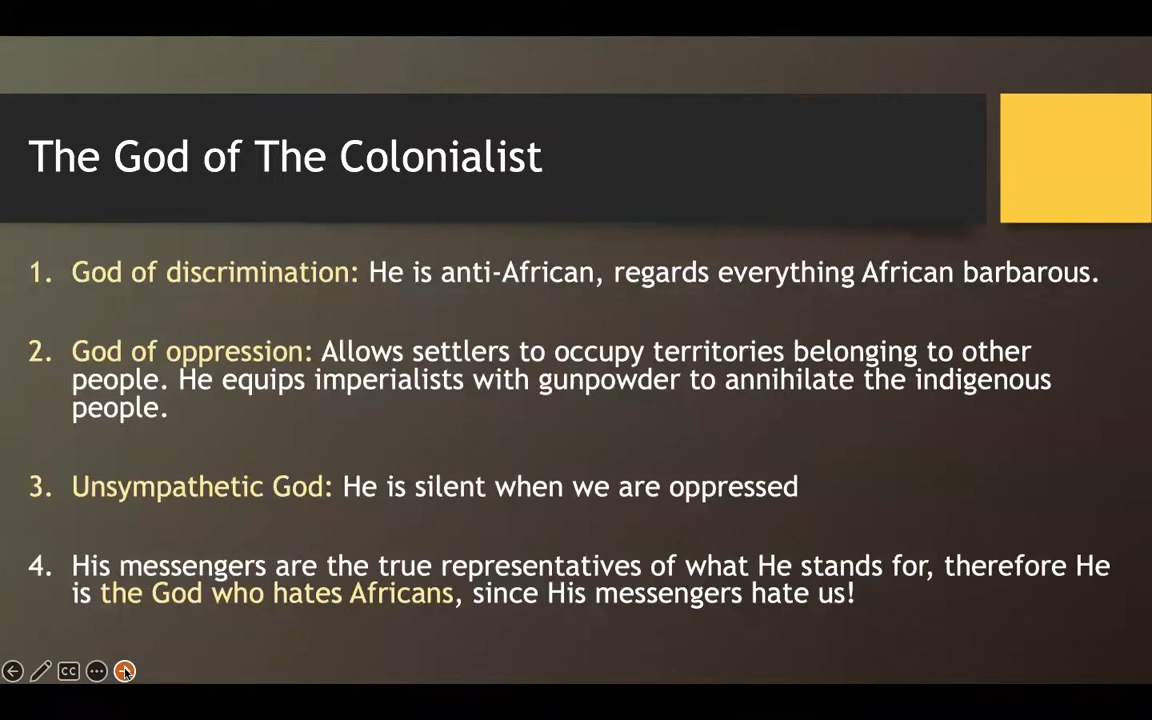 The God of The Colonialist
1. God of discrimination: He is anti-African, regards everything African barbarous.
2. God of oppression: Allows settlers to occupy territories belonging to other
people. He equips imperialists with gunpowder to annihilate the indigenous
people.
3. Unsympathetic God: He is silent when we are oppressed
4. His messengers are the true representatives of what He stands for, therefore He
is the God who hates Africans, since His messengers hate us!
CC